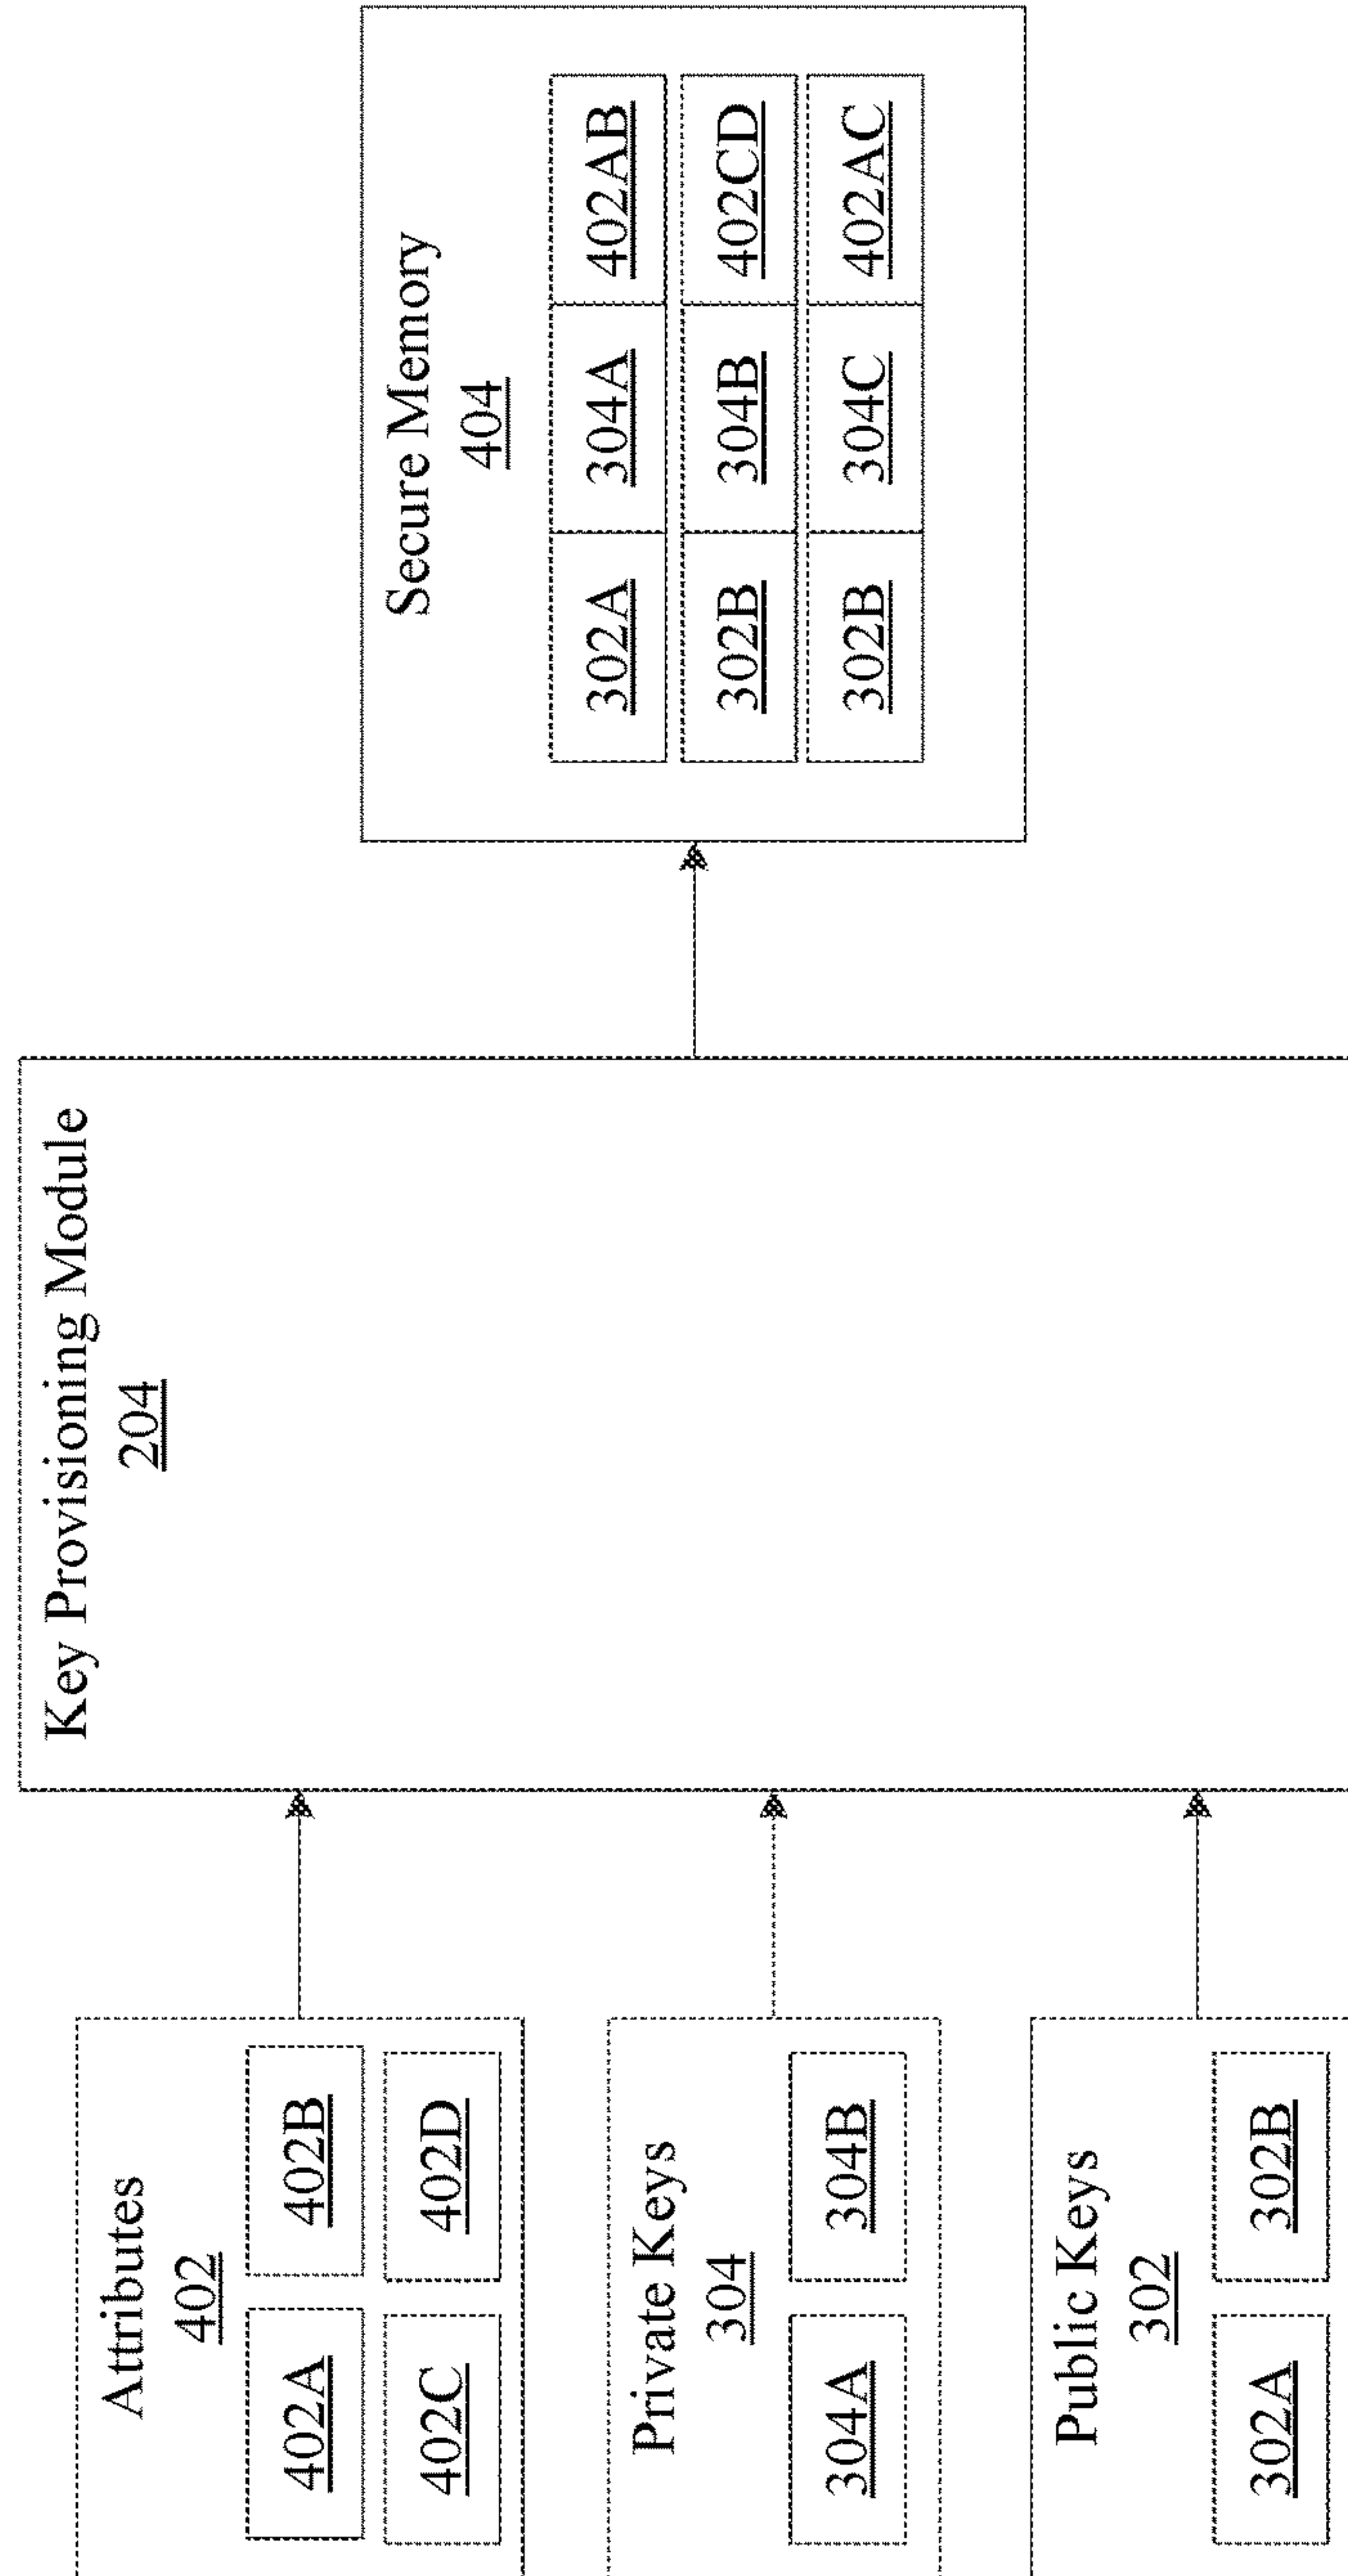 Attributes
402
402A 402B
402C 402D
Private Keys
304
304A 304B
Public Keys
302
302A 302B
Key Provisioning Module
204
Secure Memory
404
302A 304A 402AB
302B 304B 402CD
302B 304C 402AC